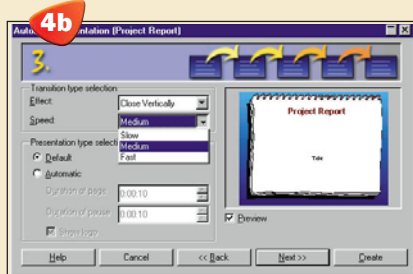 4b
Presentation (Project Report)
3.
Transition type selection
Effect: Close Vertically
Speed: Medium
Slow
Medium
Fast
Presentation type selecti
Default
Automatic
Duration of page 0:00:10
Duration of pause 0:00:10
Show logo
Project Report
Title
Preview
Help Cancel << Back Next >> Create